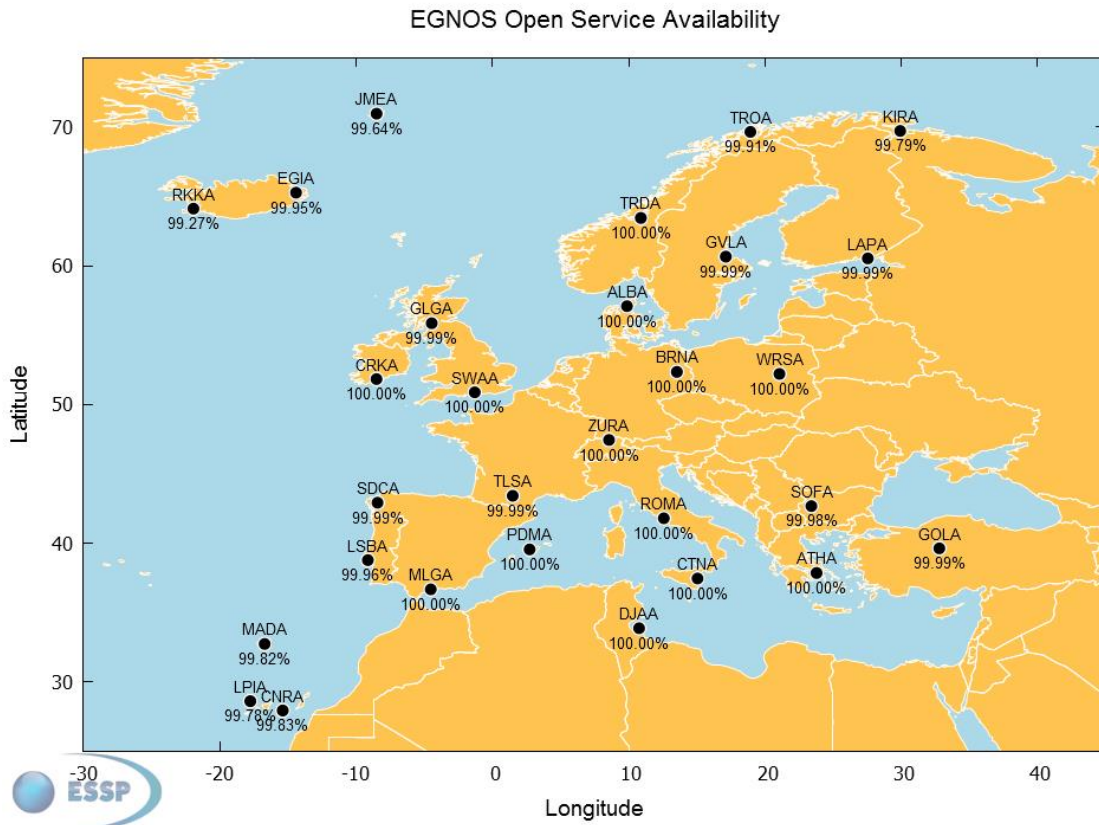 EGNOS Open Service Availability
JMEA
99.64%
TROA
99.91%
KIRA
99.79%
EGIA
99.95%
RKKA
99.27%
TRDA
100.00%
GVLA
99.99%
LAPA
99.99%
ALBA
100.00%
GLGA
99.99%
CRKA
100.00%
SWAA
100.00%
BRNA
100.00%
WRSA
100.00%
ZURA
100.00%
TLSA
99.99%
SDCA
99.99%
ROMA
100.00%
SOFA
99.98%
PDMA
100.00%
GOLA
99.99%
LSBA
99.96%
MLGA
100.00%
CTNA
100.00%
ATHA
100.00%
DJAA
100.00%
MADA
99.82%
LPIA
99.78%
CNRA
99.83%
70
60
50
40
30
Latitude
-30 -20 -10 0 10 20 30 40
Longitude
ESSP